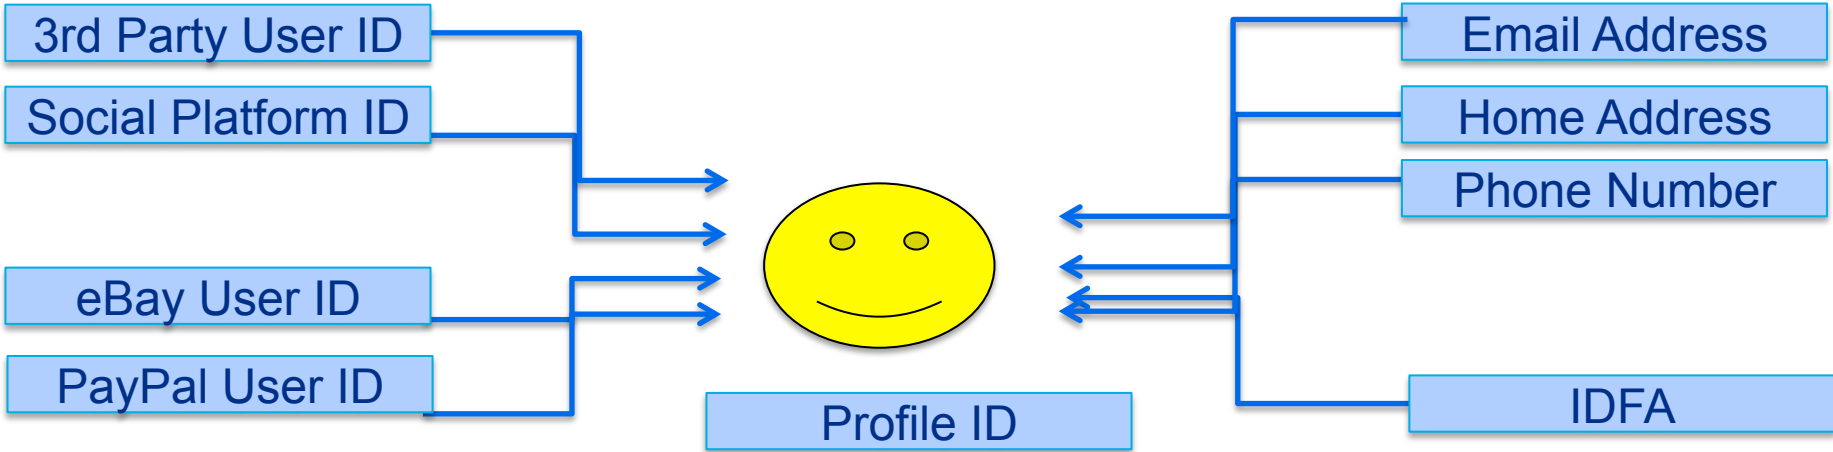 3rd Party User ID
Social Platform ID
eBay User ID
PayPal User ID
Profile ID
Email Address
Home Address
Phone Number
IDFA